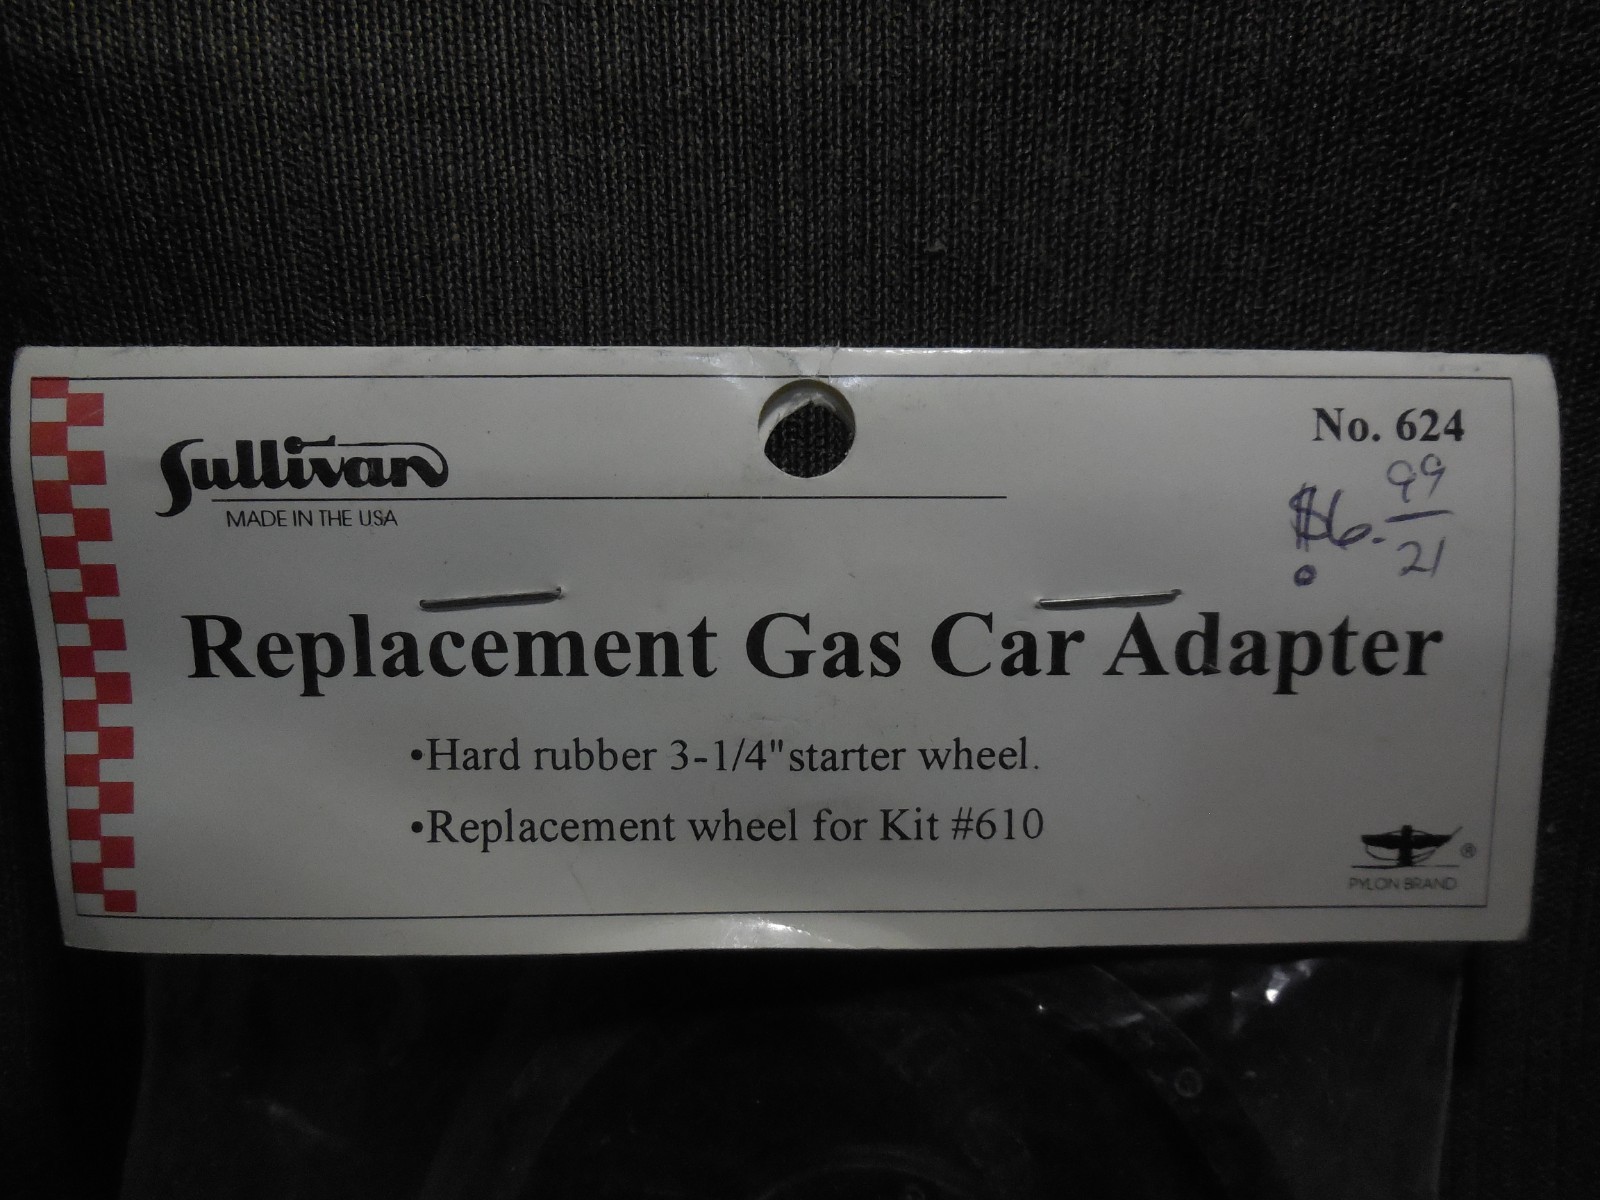 Sullivan
MADE IN THE USA
No. 624
$6.99
21
Replacement Gas Car Adapter
•Hard rubber 3-1/4" starter wheel.
•Replacement wheel for Kit #610
®
PYLON BRAND